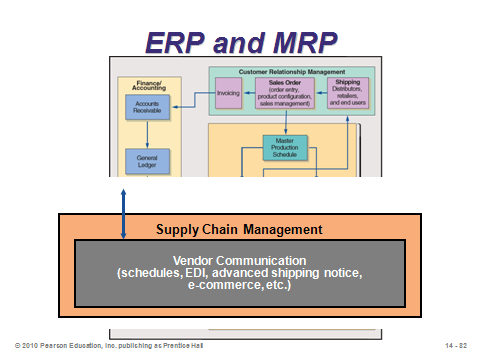 ERP and MRP
Customer Relationship Management
Finance/
Accounting
Accounts
Receivable
General
Ledger
Invoicing
Sales Order
(order entry,
product configuration,
sales management)
Shipping
Distributors,
retailers,
and end users
Master
Production
Schedule
Supply Chain Management
Vendor Communication
(schedules, EDI, advanced shipping notice,
e-commerce, etc.)
© 2010 Pearson Education, Inc. publishing as Prentice Hall
14 - 82